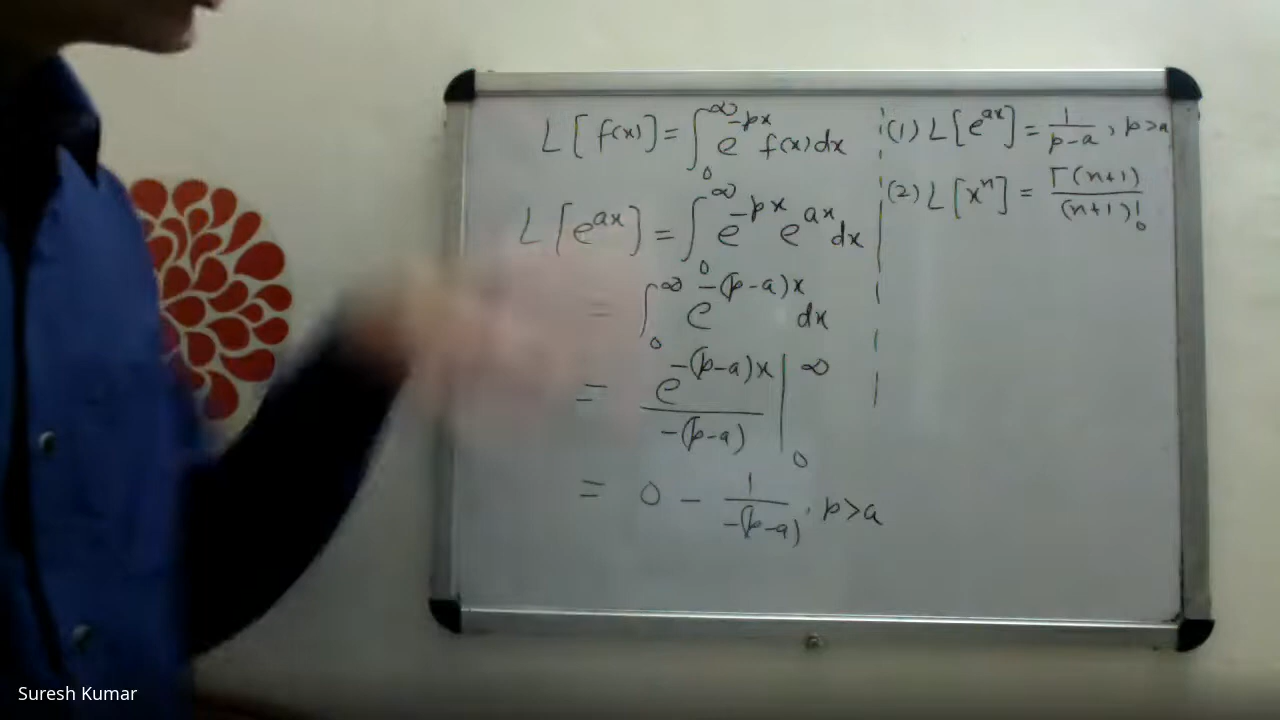 L[f(x)] = ∫₀^∞ e^{-px} f(x)dx
L[e^{ax}] = ∫₀^∞ e^{-px} e^{ax} dx
= ∫₀^∞ e^{-(p-a)x} dx
= e^{-(p-a)x} / -(p-a) |₀^∞
= 0 - 1/-(p-a), p>a
(1) L[e^{ax}] = 1/(p-a), p>a
(2) L[x^n] = Γ(n+1)/(n+1)!
Suresh Kumar